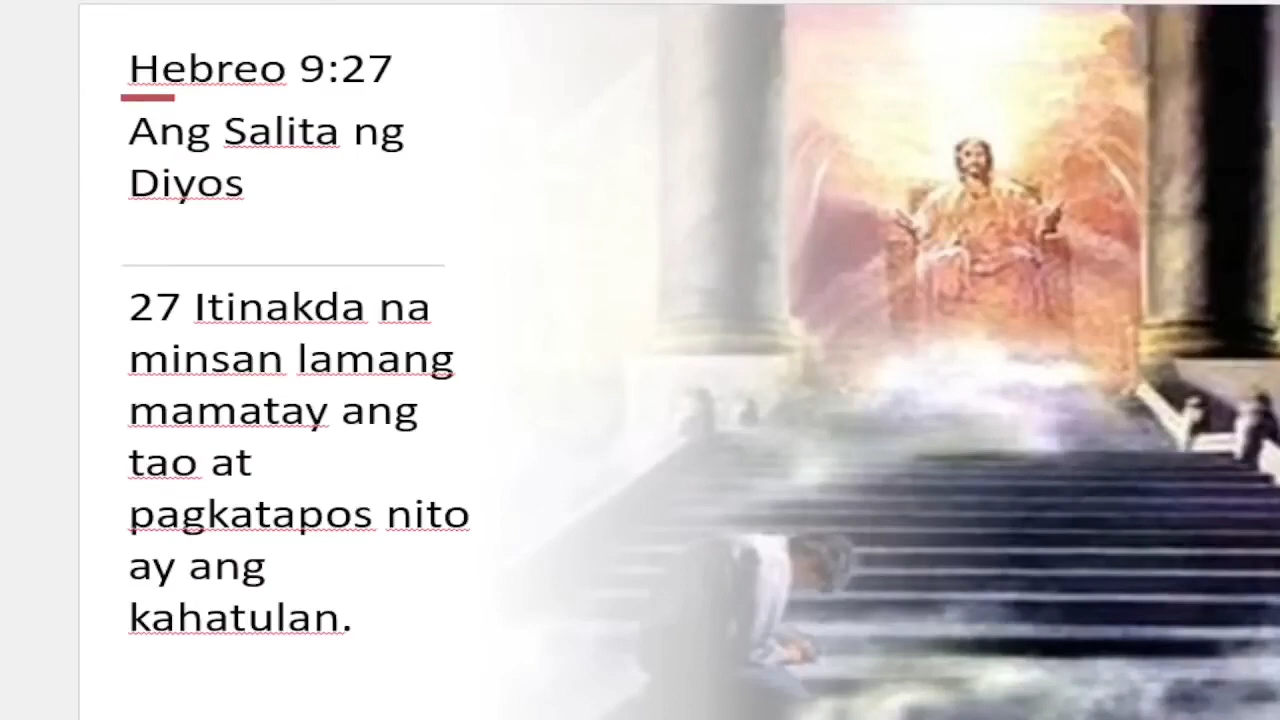 Hebreo 9:27
Ang Salita ng
Diyos
27 Itinakda na
minsan lamang
mamatay ang
tao at
pagkatapos nito
ay ang
kahatulan.